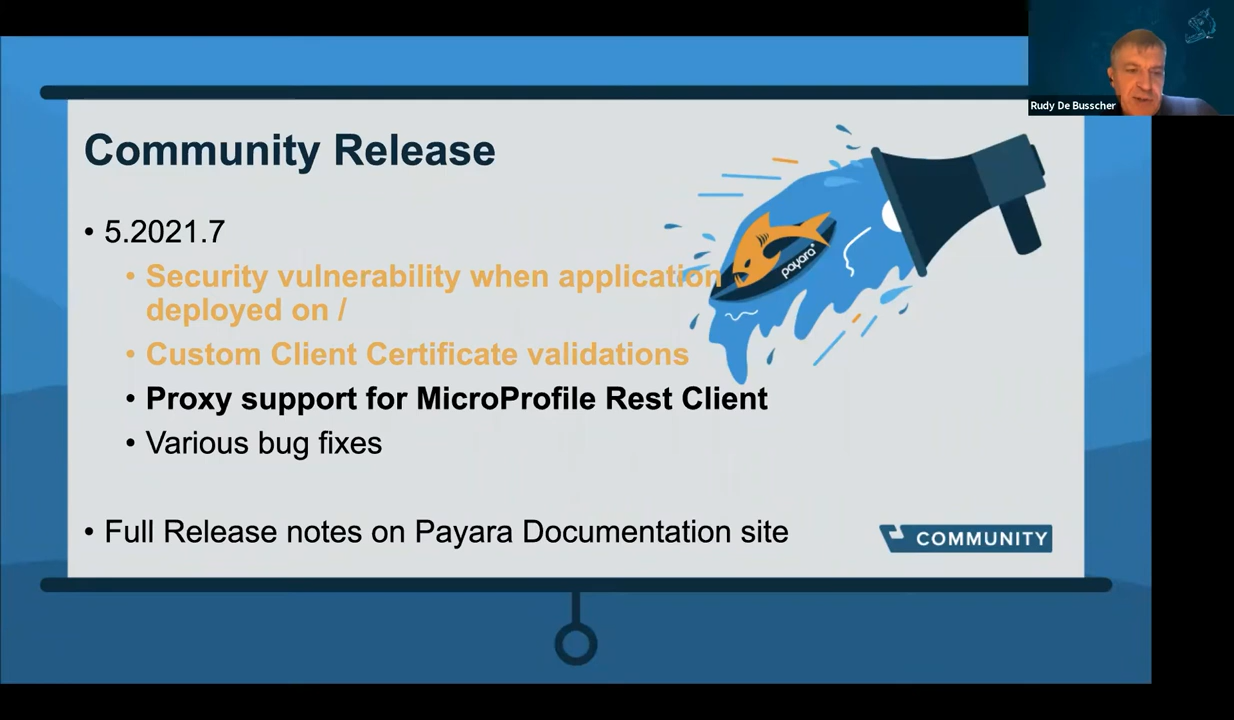 Rudy De Busscher
Community Release
• 5.2021.7
• Security vulnerability when application
deployed on /
• Custom Client Certificate validations
• Proxy support for MicroProfile Rest Client
• Various bug fixes
• Full Release notes on Payara Documentation site
payara
COMMUNITY